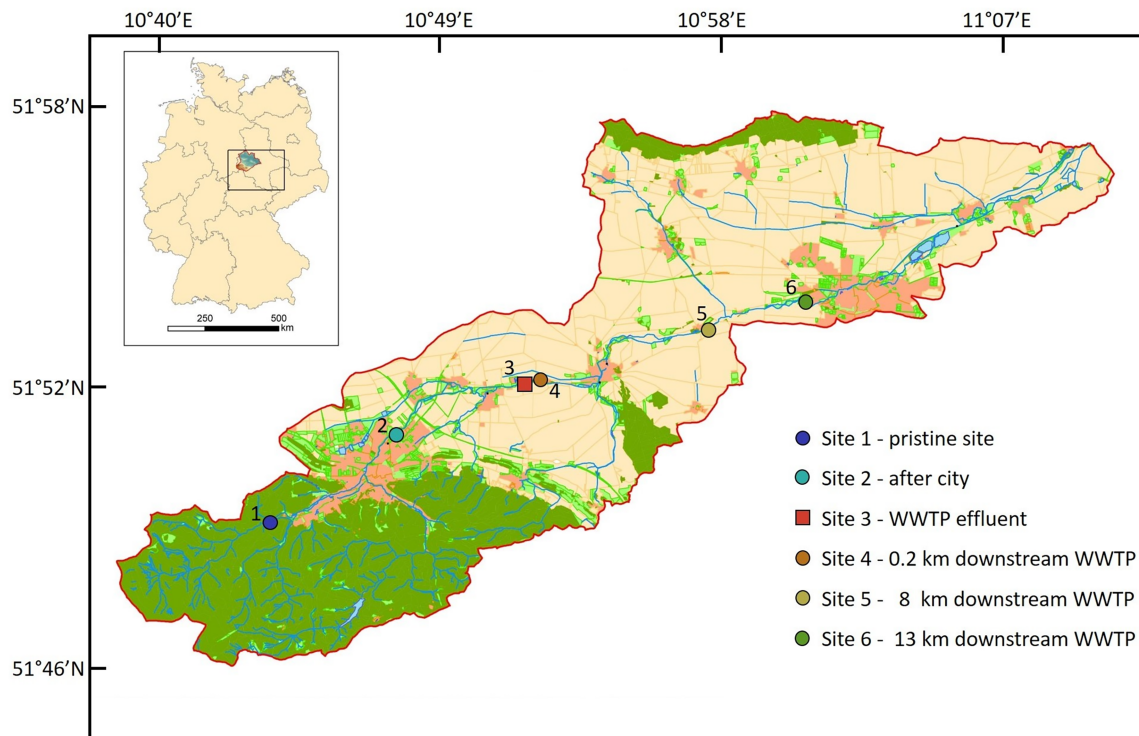 10°40′E
10°49′E
10°58′E
11°07′E
51°58′N
51°52′N
51°46′N
250
500
km
1
2
3
4
5
6
Site 1 - pristine site
Site 2 - after city
Site 3 - WWTP effluent
Site 4 - 0.2 km downstream WWTP
Site 5 - 8 km downstream WWTP
Site 6 - 13 km downstream WWTP